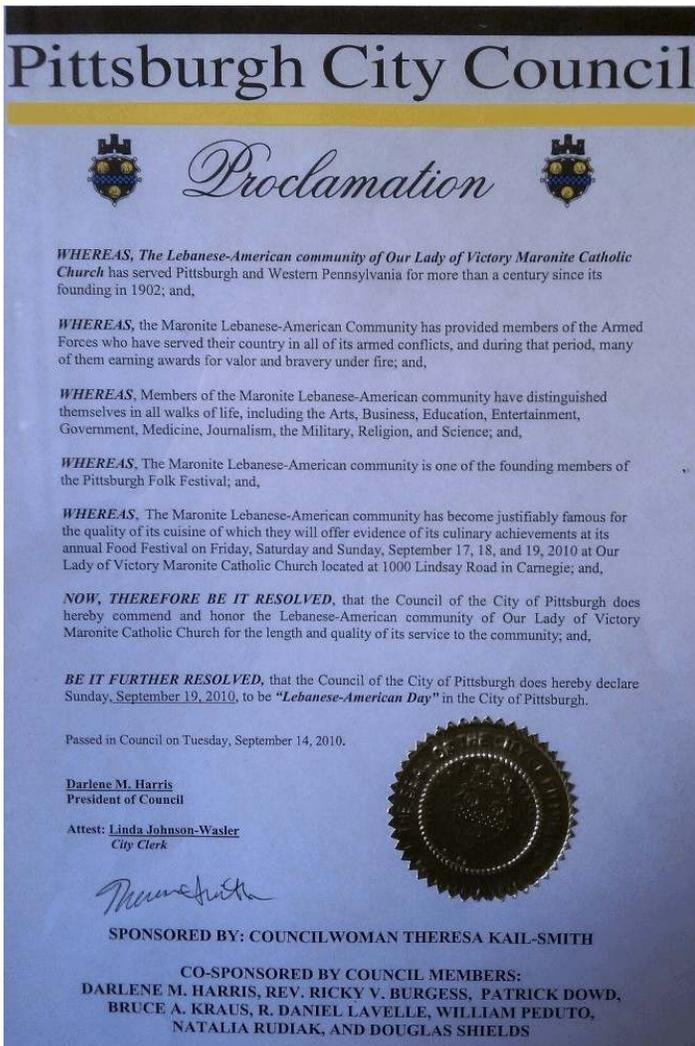 Pittsburgh City Council
Proclamation
WHEREAS, The Lebanese-American community of Our Lady of Victory Maronite Catholic
Church has served Pittsburgh and Western Pennsylvania for more than a century since its
founding in 1902; and,
WHEREAS, the Maronite Lebanese-American Community has provided members of the Armed
Forces who have served their country in all of its armed conflicts, and during that period, many
of them earning awards for valor and bravery under fire; and,
WHEREAS, Members of the Maronite Lebanese-American community have distinguished
themselves in all walks of life, including the Arts, Business, Education, Entertainment,
Government, Medicine, Journalism, the Military, Religion, and Science; and,
WHEREAS, The Maronite Lebanese-American community is one of the founding members of
the Pittsburgh Folk Festival; and,
WHEREAS, The Maronite Lebanese-American community has become justifiably famous for
the quality of its cuisine of which they will offer evidence of its culinary achievements at its
annual Food Festival on Friday, Saturday and Sunday, September 17, 18, and 19, 2010 at Our
Lady of Victory Maronite Catholic Church located at 1000 Lindsay Road in Carnegie; and,
NOW, THEREFORE BE IT RESOLVED, that the Council of the City of Pittsburgh does
hereby commend and honor the Lebanese-American community of Our Lady of Victory
Maronite Catholic Church for the length and quality of its service to the community; and,
BE IT FURTHER RESOLVED, that the Council of the City of Pittsburgh does hereby declare
Sunday, September 19, 2010, to be “Lebanese-American Day” in the City of Pittsburgh.
Passed in Council on Tuesday, September 14, 2010.
Darlene M. Harris
President of Council
Attest: Linda Johnson-Wasler
City Clerk
OF THE CITY
SPONSORED BY: COUNCILWOMAN THERESA KAIL-SMITH
CO-SPONSORED BY COUNCIL MEMBERS:
DARLENE M. HARRIS, REV. RICKY V. BURGESS, PATRICK DOWD,
BRUCE A. KRAUS, R. DANIEL LAVELLE, WILLIAM PEDUTO,
NATALIA RUDIAK, AND DOUGLAS SHIELDS